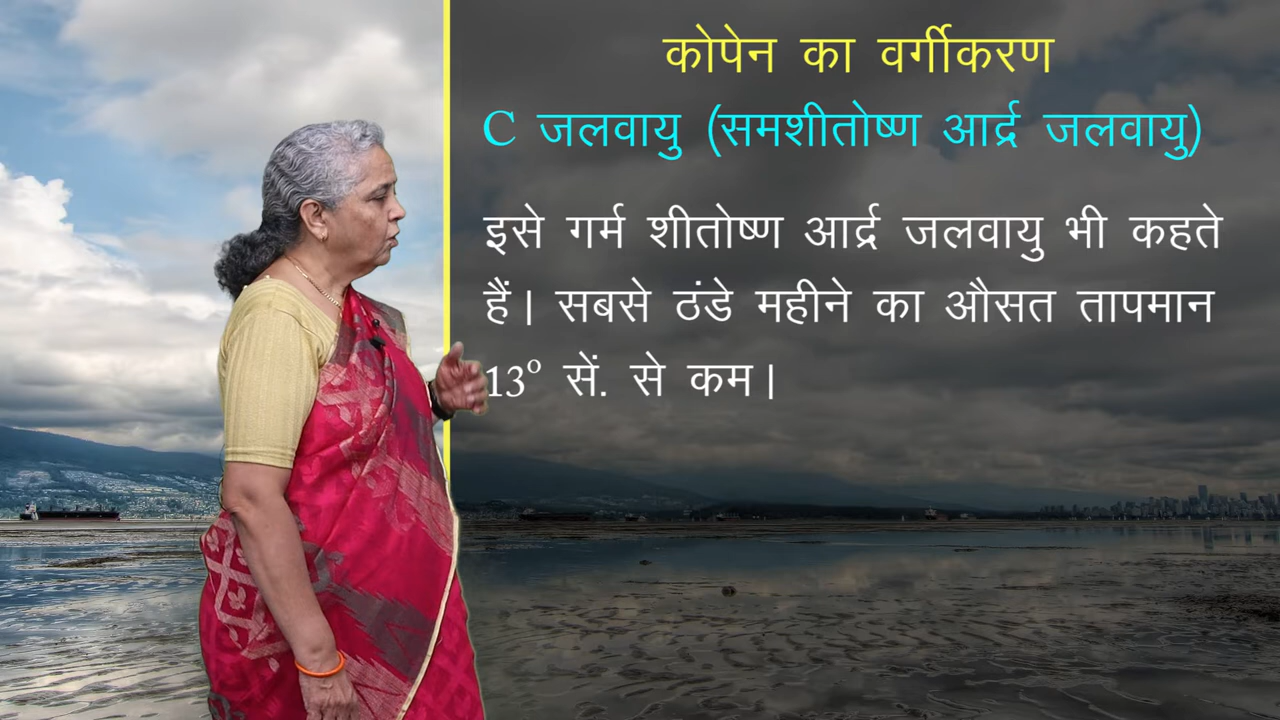 कोपेन का वर्गीकरण
C जलवायु (समशीतोष्ण आर्द्र जलवायु)
इसे गर्म शीतोष्ण आर्द्र जलवायु भी कहते
हैं। सबसे ठंडे महीने का औसत तापमान
13° सें. से कम।